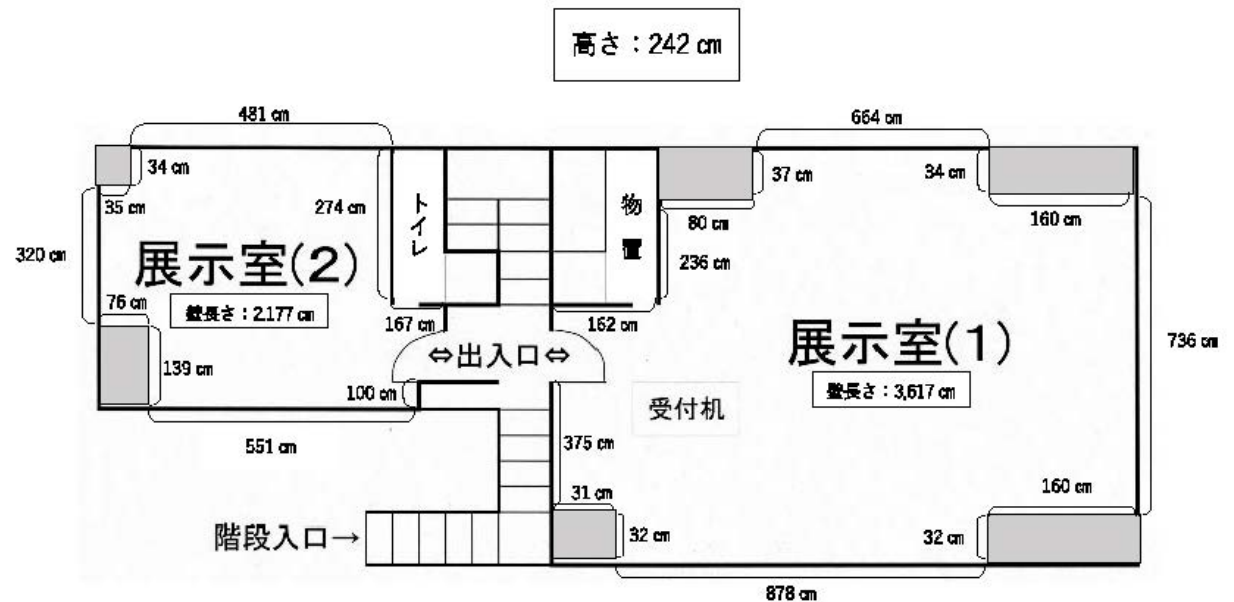 高さ：242 ㎝
481 ㎝
664 ㎝
34 ㎝
35 ㎝
274 ㎝
トイレ
物置
37 ㎝
34 ㎝
80 ㎝
160 ㎝
320 ㎝
展示室(2)
236 ㎝
76 ㎝
壁長さ：2,177 ㎝
167 ㎝
162 ㎝
展示室(1)
736 ㎝
139 ㎝
⇔出入口⇔
壁長さ：3,617 ㎝
100 ㎝
受付机
551 ㎝
375 ㎝
31 ㎝
160 ㎝
階段入口→
32 ㎝
32 ㎝
878 ㎝